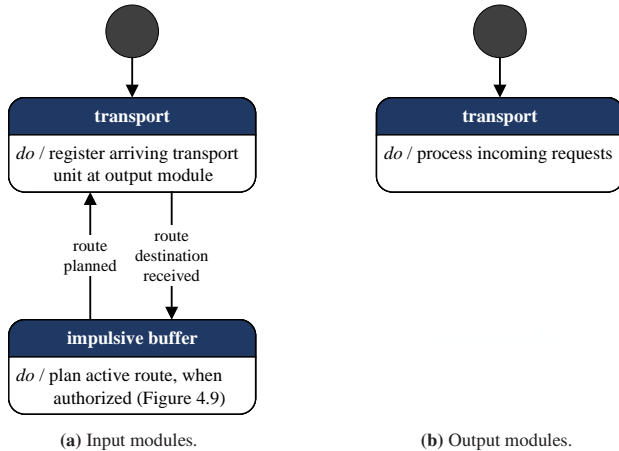 transport
do / register arriving transport
unit at output module
route
planned
route
destination
received
impulsive buffer
do / plan active route, when
authorized (Figure 4.9)
(a) Input modules.
transport
do / process incoming requests
(b) Output modules.